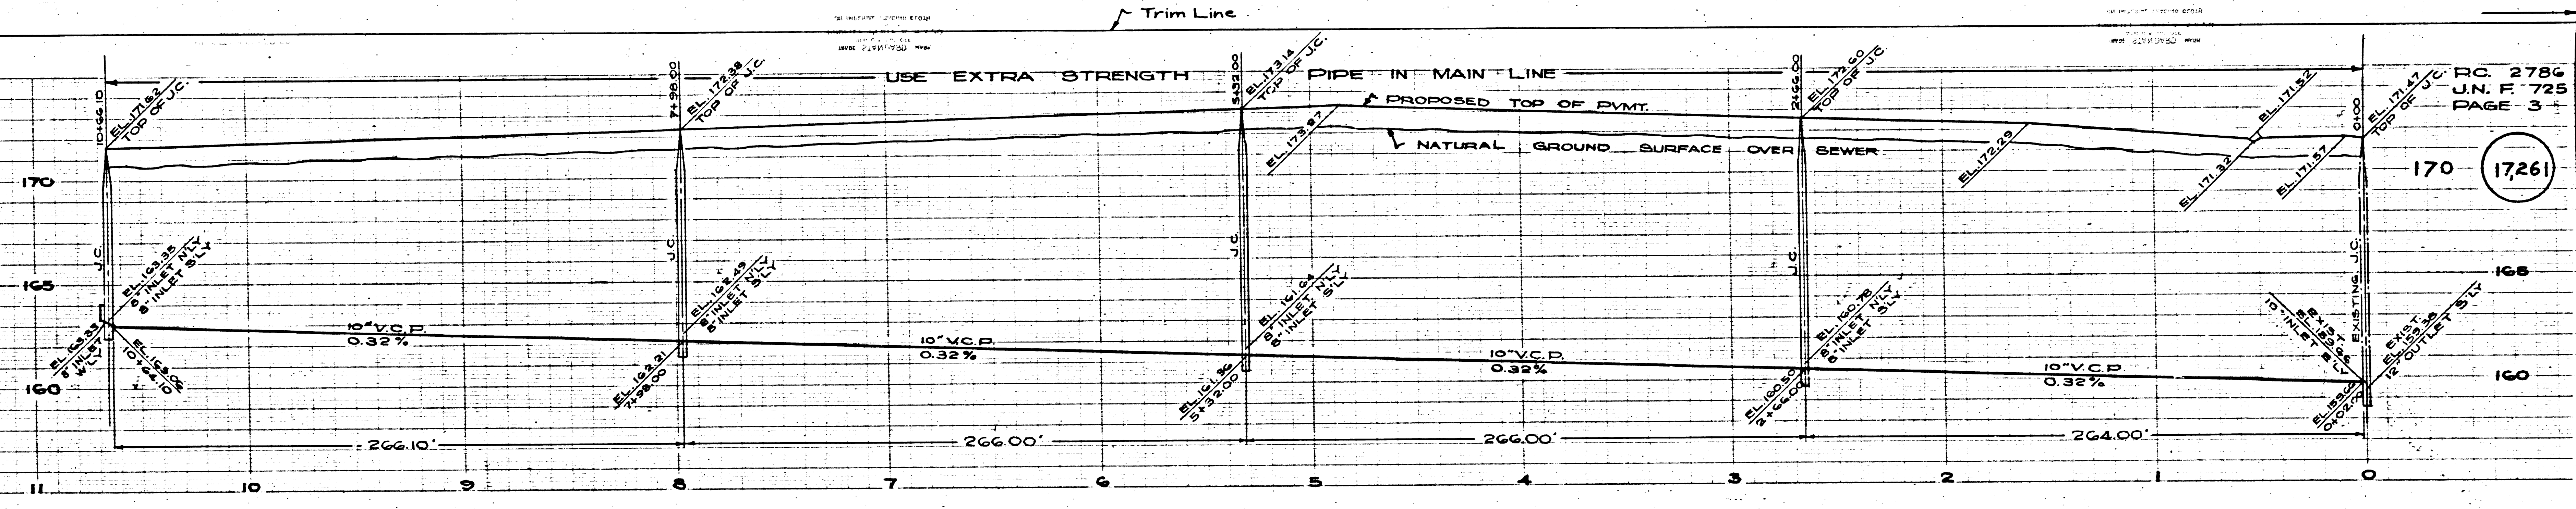 Trim Line
USE EXTRA STRENGTH PIPE IN MAIN LINE
R.C. 2786
J.N. F. 725
PAGE 3
17,261
10+66.10
EL. 171.62
TOP OF J.C.
7+98.00
EL. 172.38
TOP OF J.C.
5+32.00
EL. 173.14
TOP OF J.C.
2+66.00
EL. 172.60
TOP OF J.C.
0+00
EL. 171.47
TOP OF J.C.
PROPOSED TOP OF PVMT.
NATURAL GROUND SURFACE OVER SEWER
EL. 172.29
EL. 171.52
EL. 171.32
EL. 171.57
170
170
165
165
160
160
J.C.
J.C.
J.C.
J.C.
EXISTING J.C.
EL. 163.35
8" INLET N'LY
8" INLET S'LY
EL. 163.33
8" INLET
W'LY
EL. 163.06
10+64.10
EL. 162.49
8" INLET N'LY
8" INLET S'LY
EL. 162.21
7+98.00
EL. 161.64
8" INLET N'LY
8" INLET S'LY
EL. 161.36
5+32.00
EL. 160.78
8" INLET N'LY
8" INLET S'LY
EL. 160.50
2+66.00
EXIST.
10" INLET
EXIST.
EL. 159.38
12" OUTLET S'LY
0+02.00
10" V.C.P.
0.32%
10" V.C.P.
0.32%
10" V.C.P.
0.32%
10" V.C.P.
0.32%
266.10'
266.00'
266.00'
264.00'
11 10 9 8 7 6 5 4 3 2 1 0